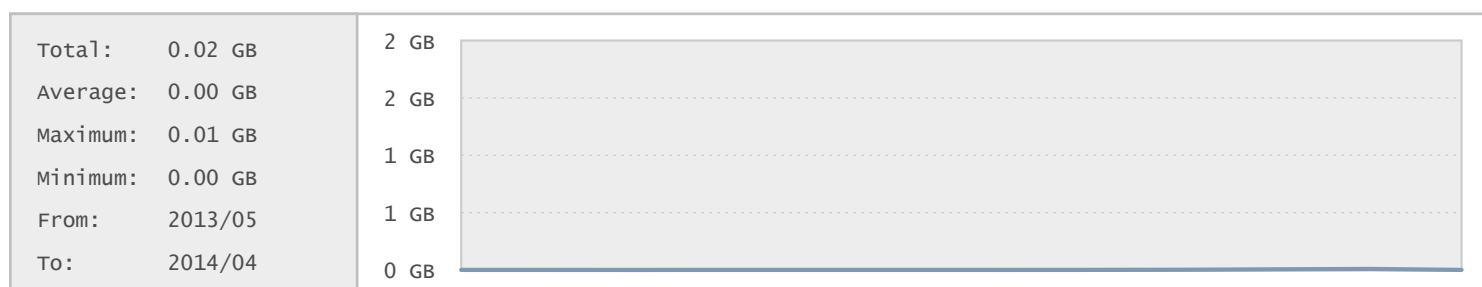 Total: 0.02 GB
Average: 0.00 GB
Maximum: 0.01 GB
Minimum: 0.00 GB
From: 2013/05
To: 2014/04
2 GB
2 GB
1 GB
1 GB
0 GB